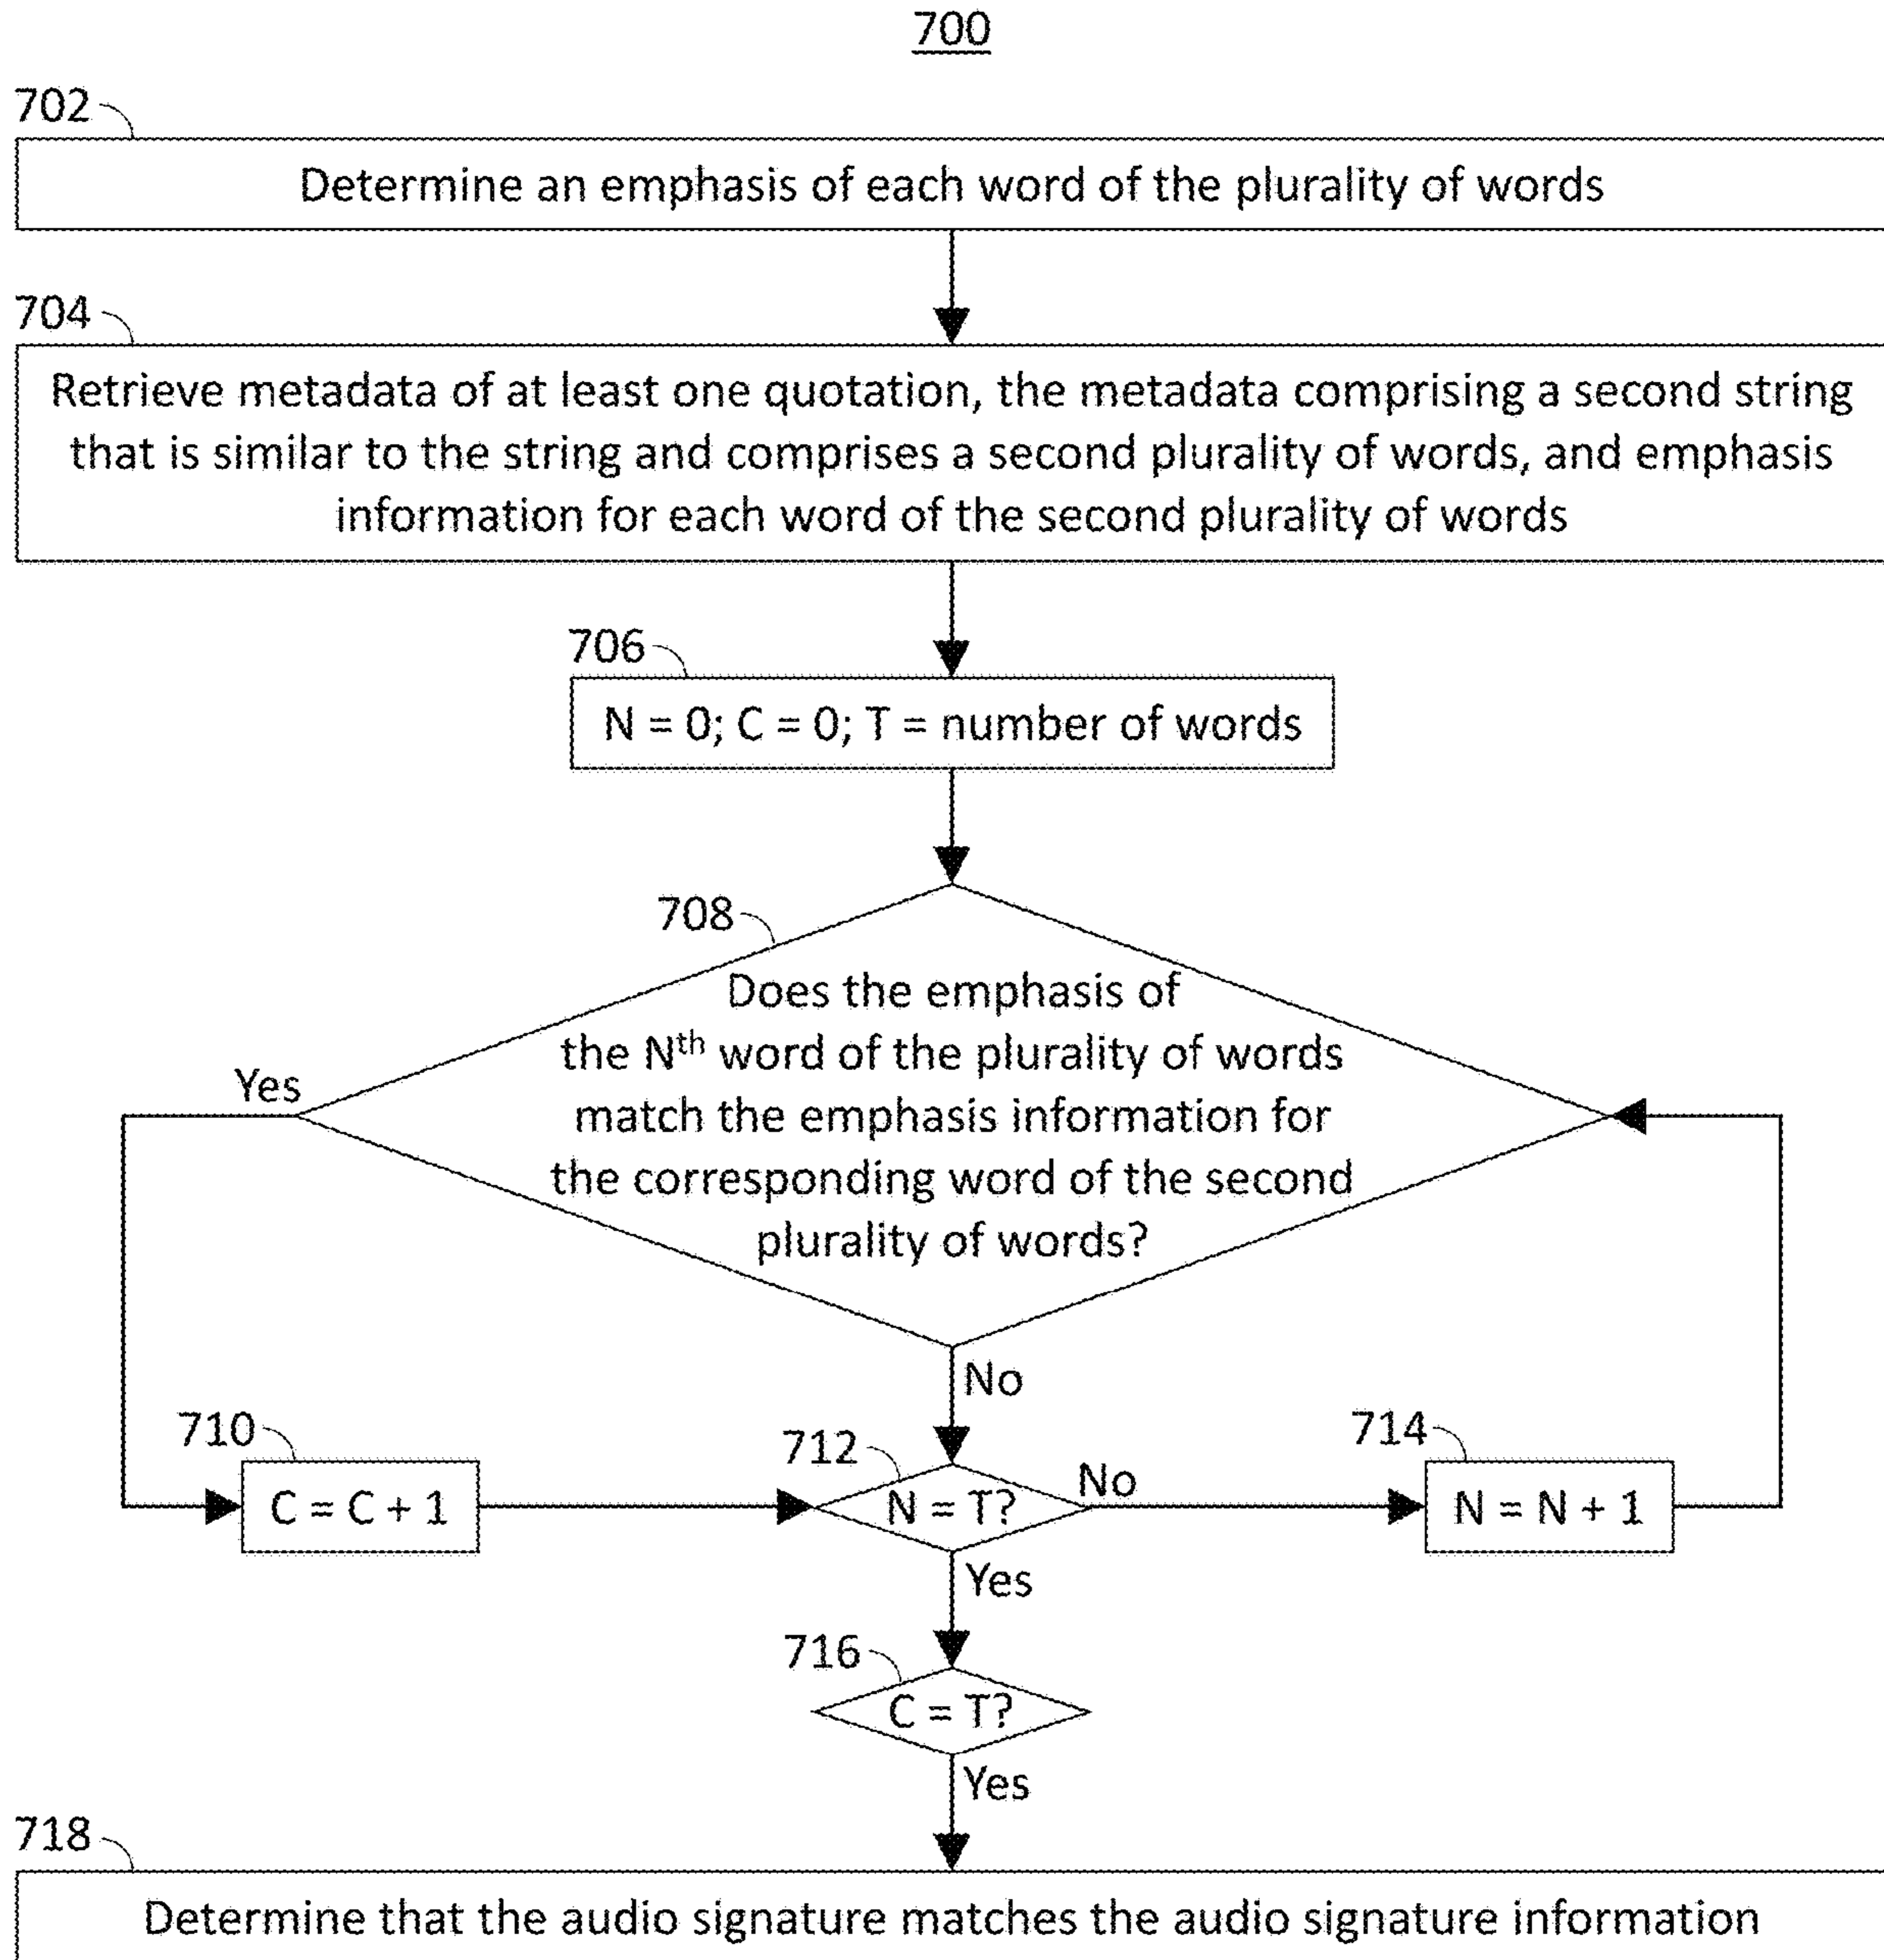 700
702
Determine an emphasis of each word of the plurality of words
704
Retrieve metadata of at least one quotation, the metadata comprising a second string
that is similar to the string and comprises a second plurality of words, and emphasis
information for each word of the second plurality of words
706
N = 0; C = 0; T = number of words
708
Does the emphasis of
the Nth word of the plurality of words
match the emphasis information for
the corresponding word of the second
plurality of words?
Yes
No
710
C = C + 1
712
N = T?
No
714
N = N + 1
Yes
716
C = T?
Yes
718
Determine that the audio signature matches the audio signature information